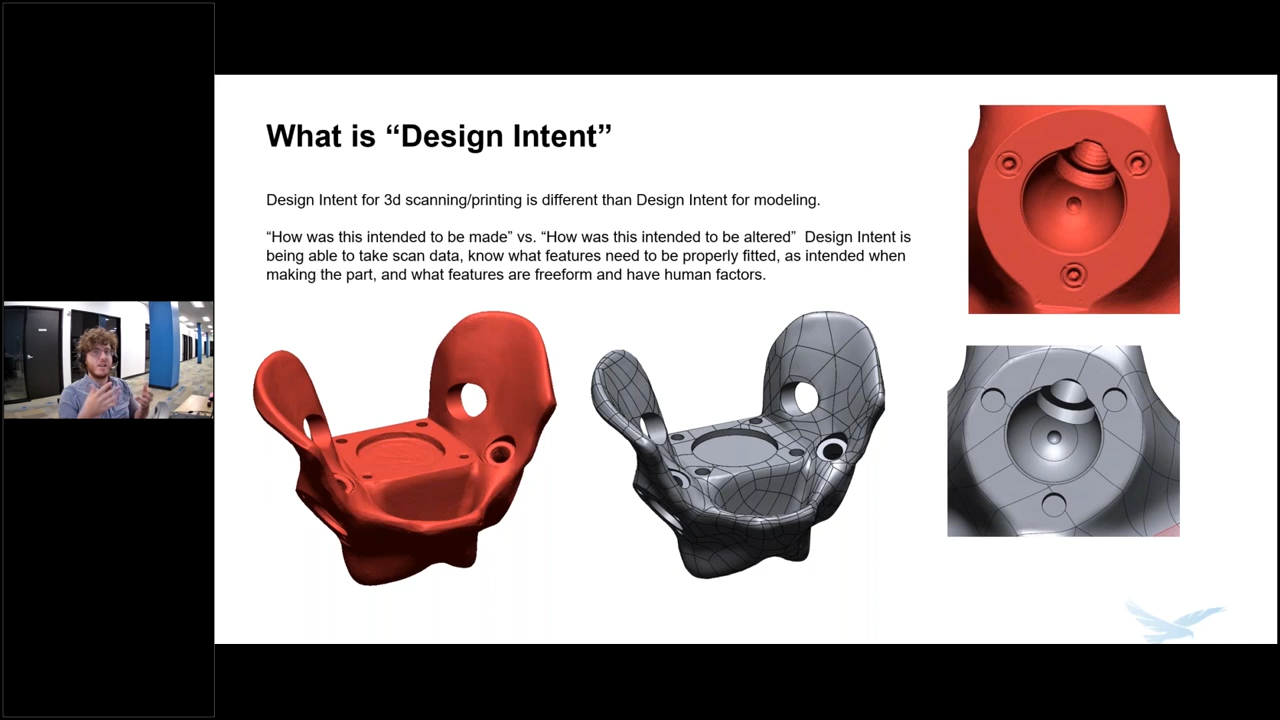 What is “Design Intent”
Design Intent for 3d scanning/printing is different than Design Intent for modeling.
“How was this intended to be made” vs. “How was this intended to be altered”  Design Intent is
being able to take scan data, know what features need to be properly fitted, as intended when
making the part, and what features are freeform and have human factors.